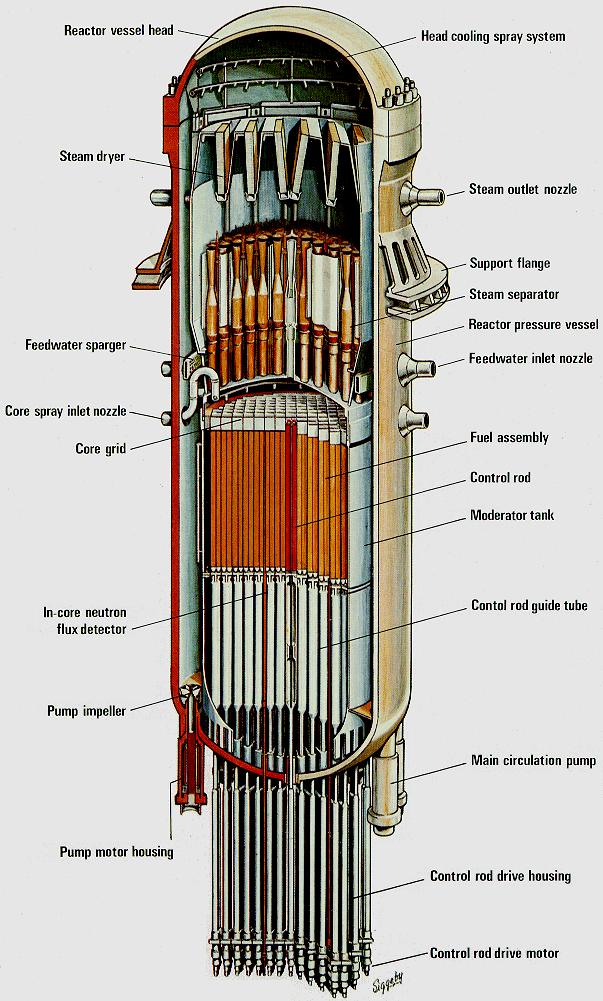 Reactor vessel head
Head cooling spray system
Steam dryer
Steam outlet nozzle
Support flange
Steam separator
Reactor pressure vessel
Feedwater sparger
Feedwater inlet nozzle
Core spray inlet nozzle
Core grid
Fuel assembly
Control rod
Moderator tank
In-core neutron
flux detector
Contol rod guide tube
Pump impeller
Main circulation pump
Pump motor housing
Control rod drive housing
Control rod drive motor
Siggeby